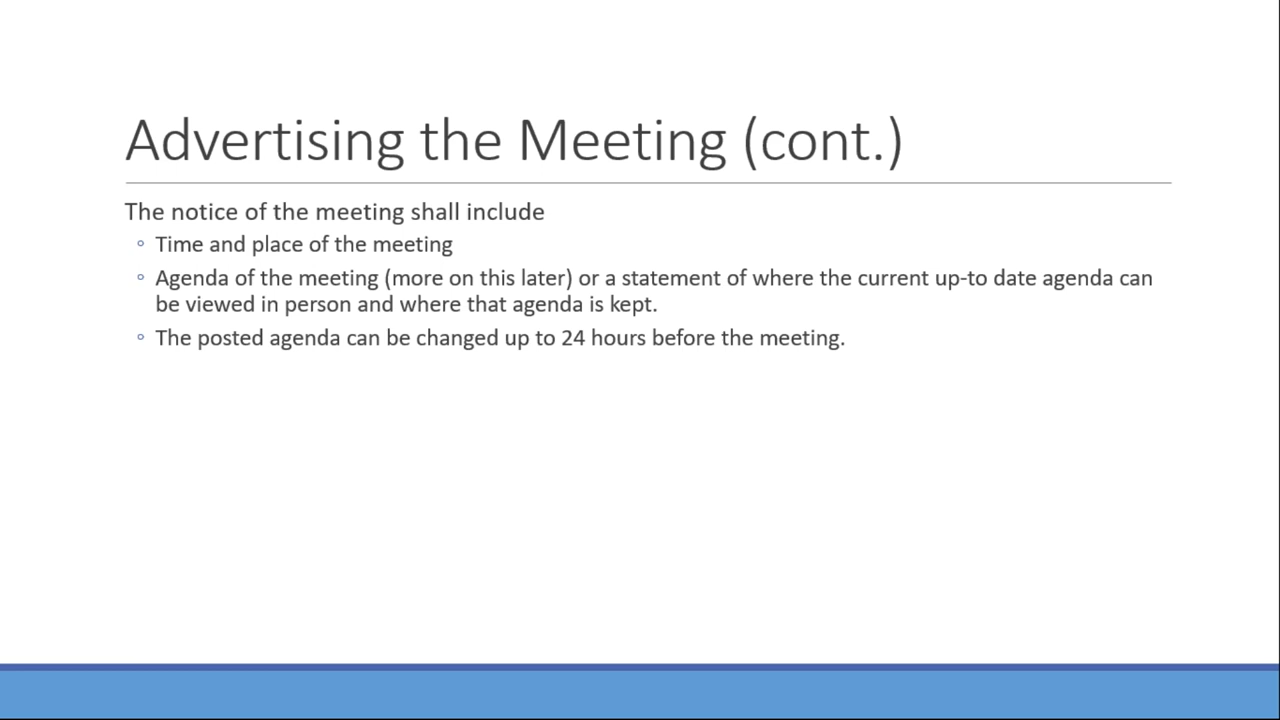 Advertising the Meeting (cont.)
The notice of the meeting shall include
◦ Time and place of the meeting
◦ Agenda of the meeting (more on this later) or a statement of where the current up-to date agenda can
be viewed in person and where that agenda is kept.
◦ The posted agenda can be changed up to 24 hours before the meeting.